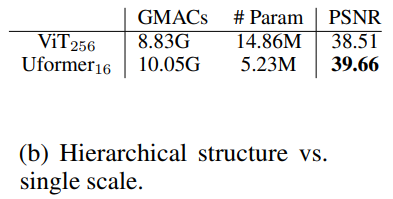 GMACs # Param PSNR
ViT256 8.83G 14.86M 38.51
Uformer16 10.05G 5.23M 39.66
(b) Hierarchical structure vs.
single scale.